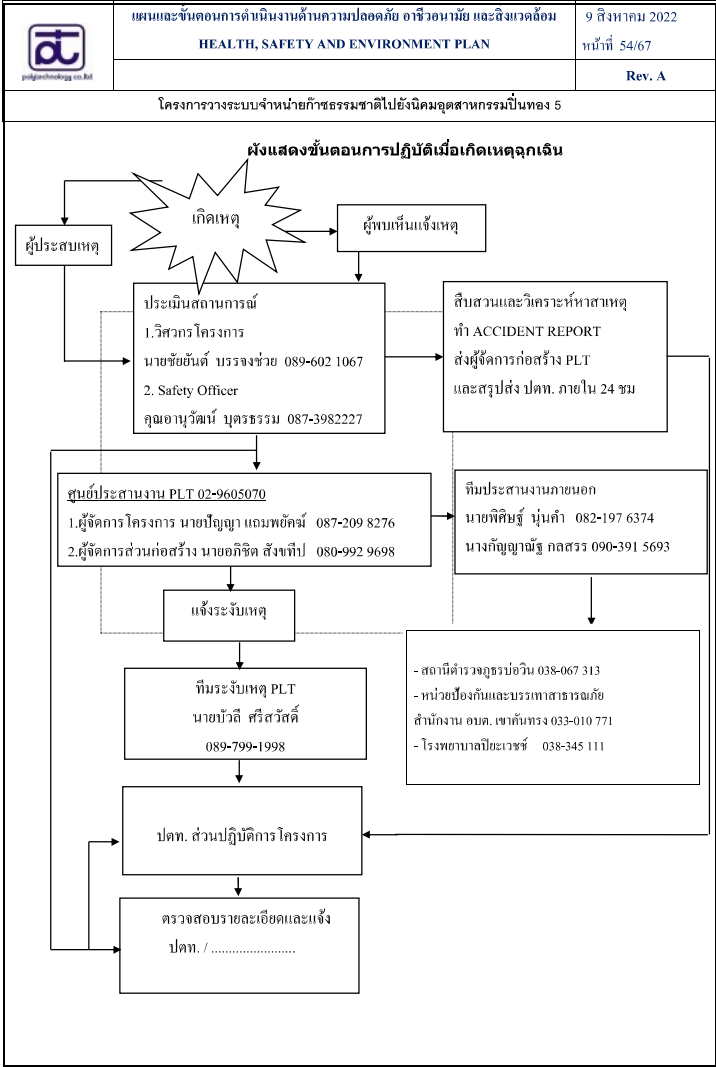 แผนและขั้นตอนการดำเนินงานด้านความปลอดภัย อาชีวอนามัย และสิ่งแวดล้อม
HEALTH, SAFETY AND ENVIRONMENT PLAN
9 สิงหาคม 2022
หน้าที่ 54/67
Rev. A
polytechnology co.ltd
โครงการวางระบบจำหน่ายก๊าซธรรมชาติไปยังนิคมอุตสาหกรรมปิ่นทอง 5
ผังแสดงขั้นตอนการปฏิบัติเมื่อเกิดเหตุฉุกเฉิน
เกิดเหตุ
ผู้ประสบเหตุ
ผู้พบเห็นแจ้งเหตุ
ประเมินสถานการณ์
1.วิศวกรโครงการ
นายชัยยันต์ บรรจงช่วย 089-602 1067
2. Safety Officer
คุณอานุวัฒน์ บุตรธรรม 087-3982227
สืบสวนและวิเคราะห์หาสาเหตุ
ทำ ACCIDENT REPORT
ส่งผู้จัดการก่อสร้าง PLT
และสรุปส่ง ปตท. ภายใน 24 ชม
ศูนย์ประสานงาน PLT 02-9605070
1.ผู้จัดการโครงการ นายปัญญา แถมพยัคฆ์ 087-209 8276
2.ผู้จัดการส่วนก่อสร้าง นายอภิชิต สังขทีป 080-992 9698
ทีมประสานงานภายนอก
นายพิศิษฐ์ นุ่นดำ 082-197 6374
นางกัญญาณัฐ กลสรร 090-391 5693
แจ้งระงับเหตุ
ทีมระงับเหตุ PLT
นายบัวลี ศรีสวัสดิ์
089-799-1998
- สถานีตำรวจภูธรบ่อวิน 038-067 313
- หน่วยป้องกันและบรรเทาสาธารณภัย
สำนักงาน อบต. เขาคันทรง 033-010 771
- โรงพยาบาลปิยะเวชช์ 038-345 111
ปตท. ส่วนปฏิบัติการโครงการ
ตรวจสอบรายละเอียดและแจ้ง
ปตท. / ........................